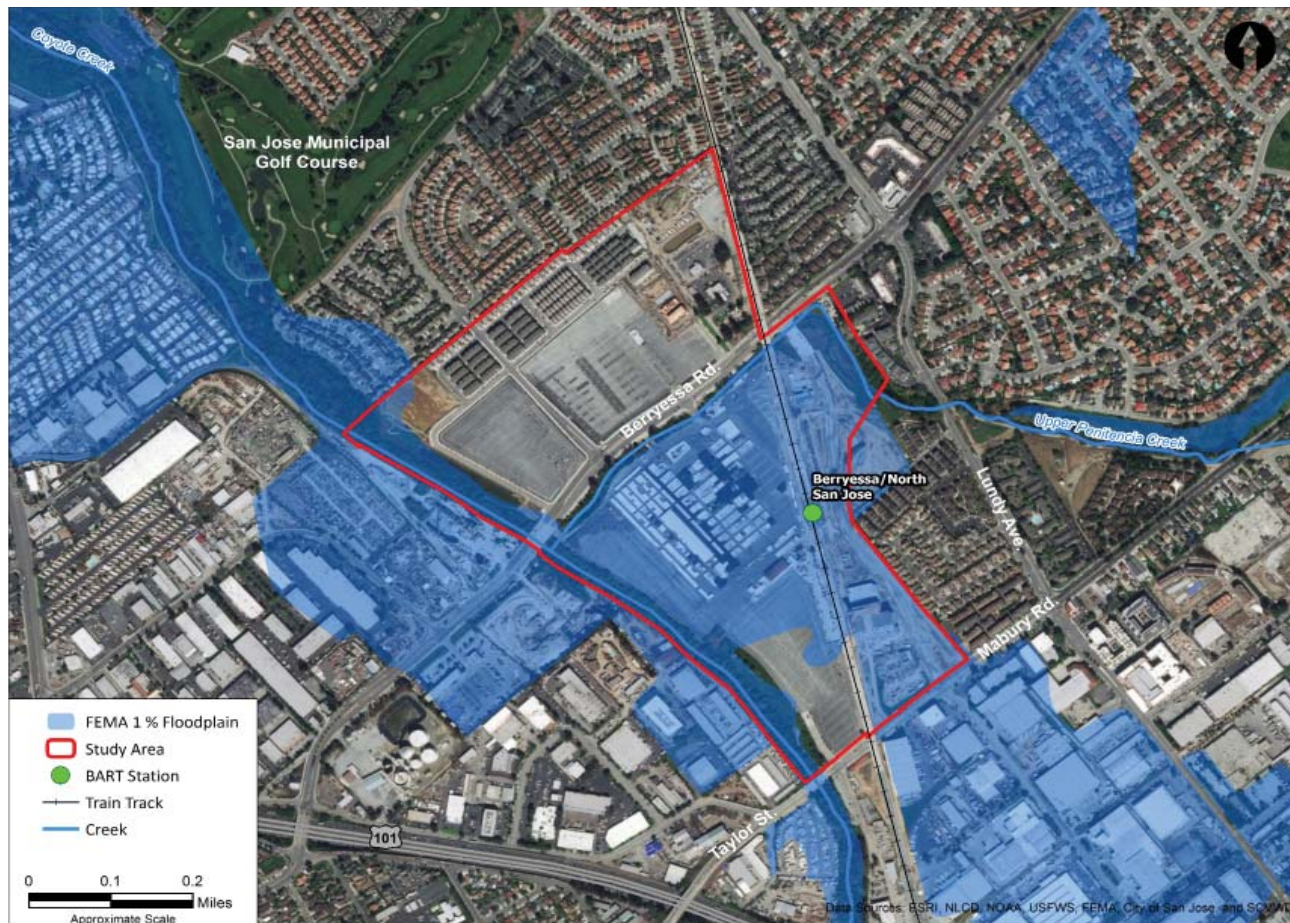 Coyote Creek
San Jose Municipal
Golf Course
Berryessa Rd.
Upper Penitencia Creek
Berryessa/North
San Jose
Lundy Ave.
Mabury Rd.
Taylor St.
101
FEMA 1 % Floodplain
Study Area
BART Station
Train Track
Creek
0 0.1 0.2
Miles
Approximate Scale
Data Sources: ESRI, NLCD, NOAA, USFWS, FEMA, City of San Jose, and SCVWD